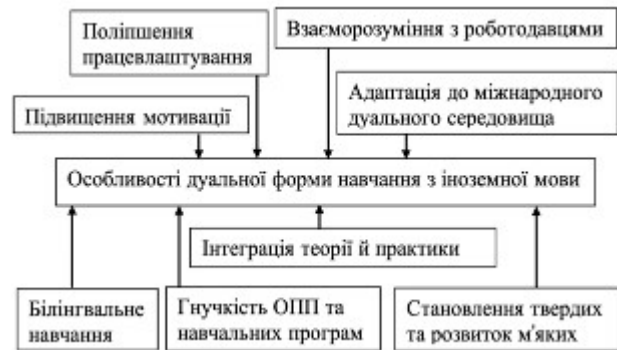 Поліпшення
працевлаштування
Взаєморозуміння з роботодавцями
Підвищення мотивації
Адаптація до міжнародного
дуального середовища
Особливості дуальної форми навчання з іноземної мови
Інтеграція теорії й практики
Білінгвальне
навчання
Гнучкість ОПП та
навчальних програм
Становлення твердих
та розвиток м'яких